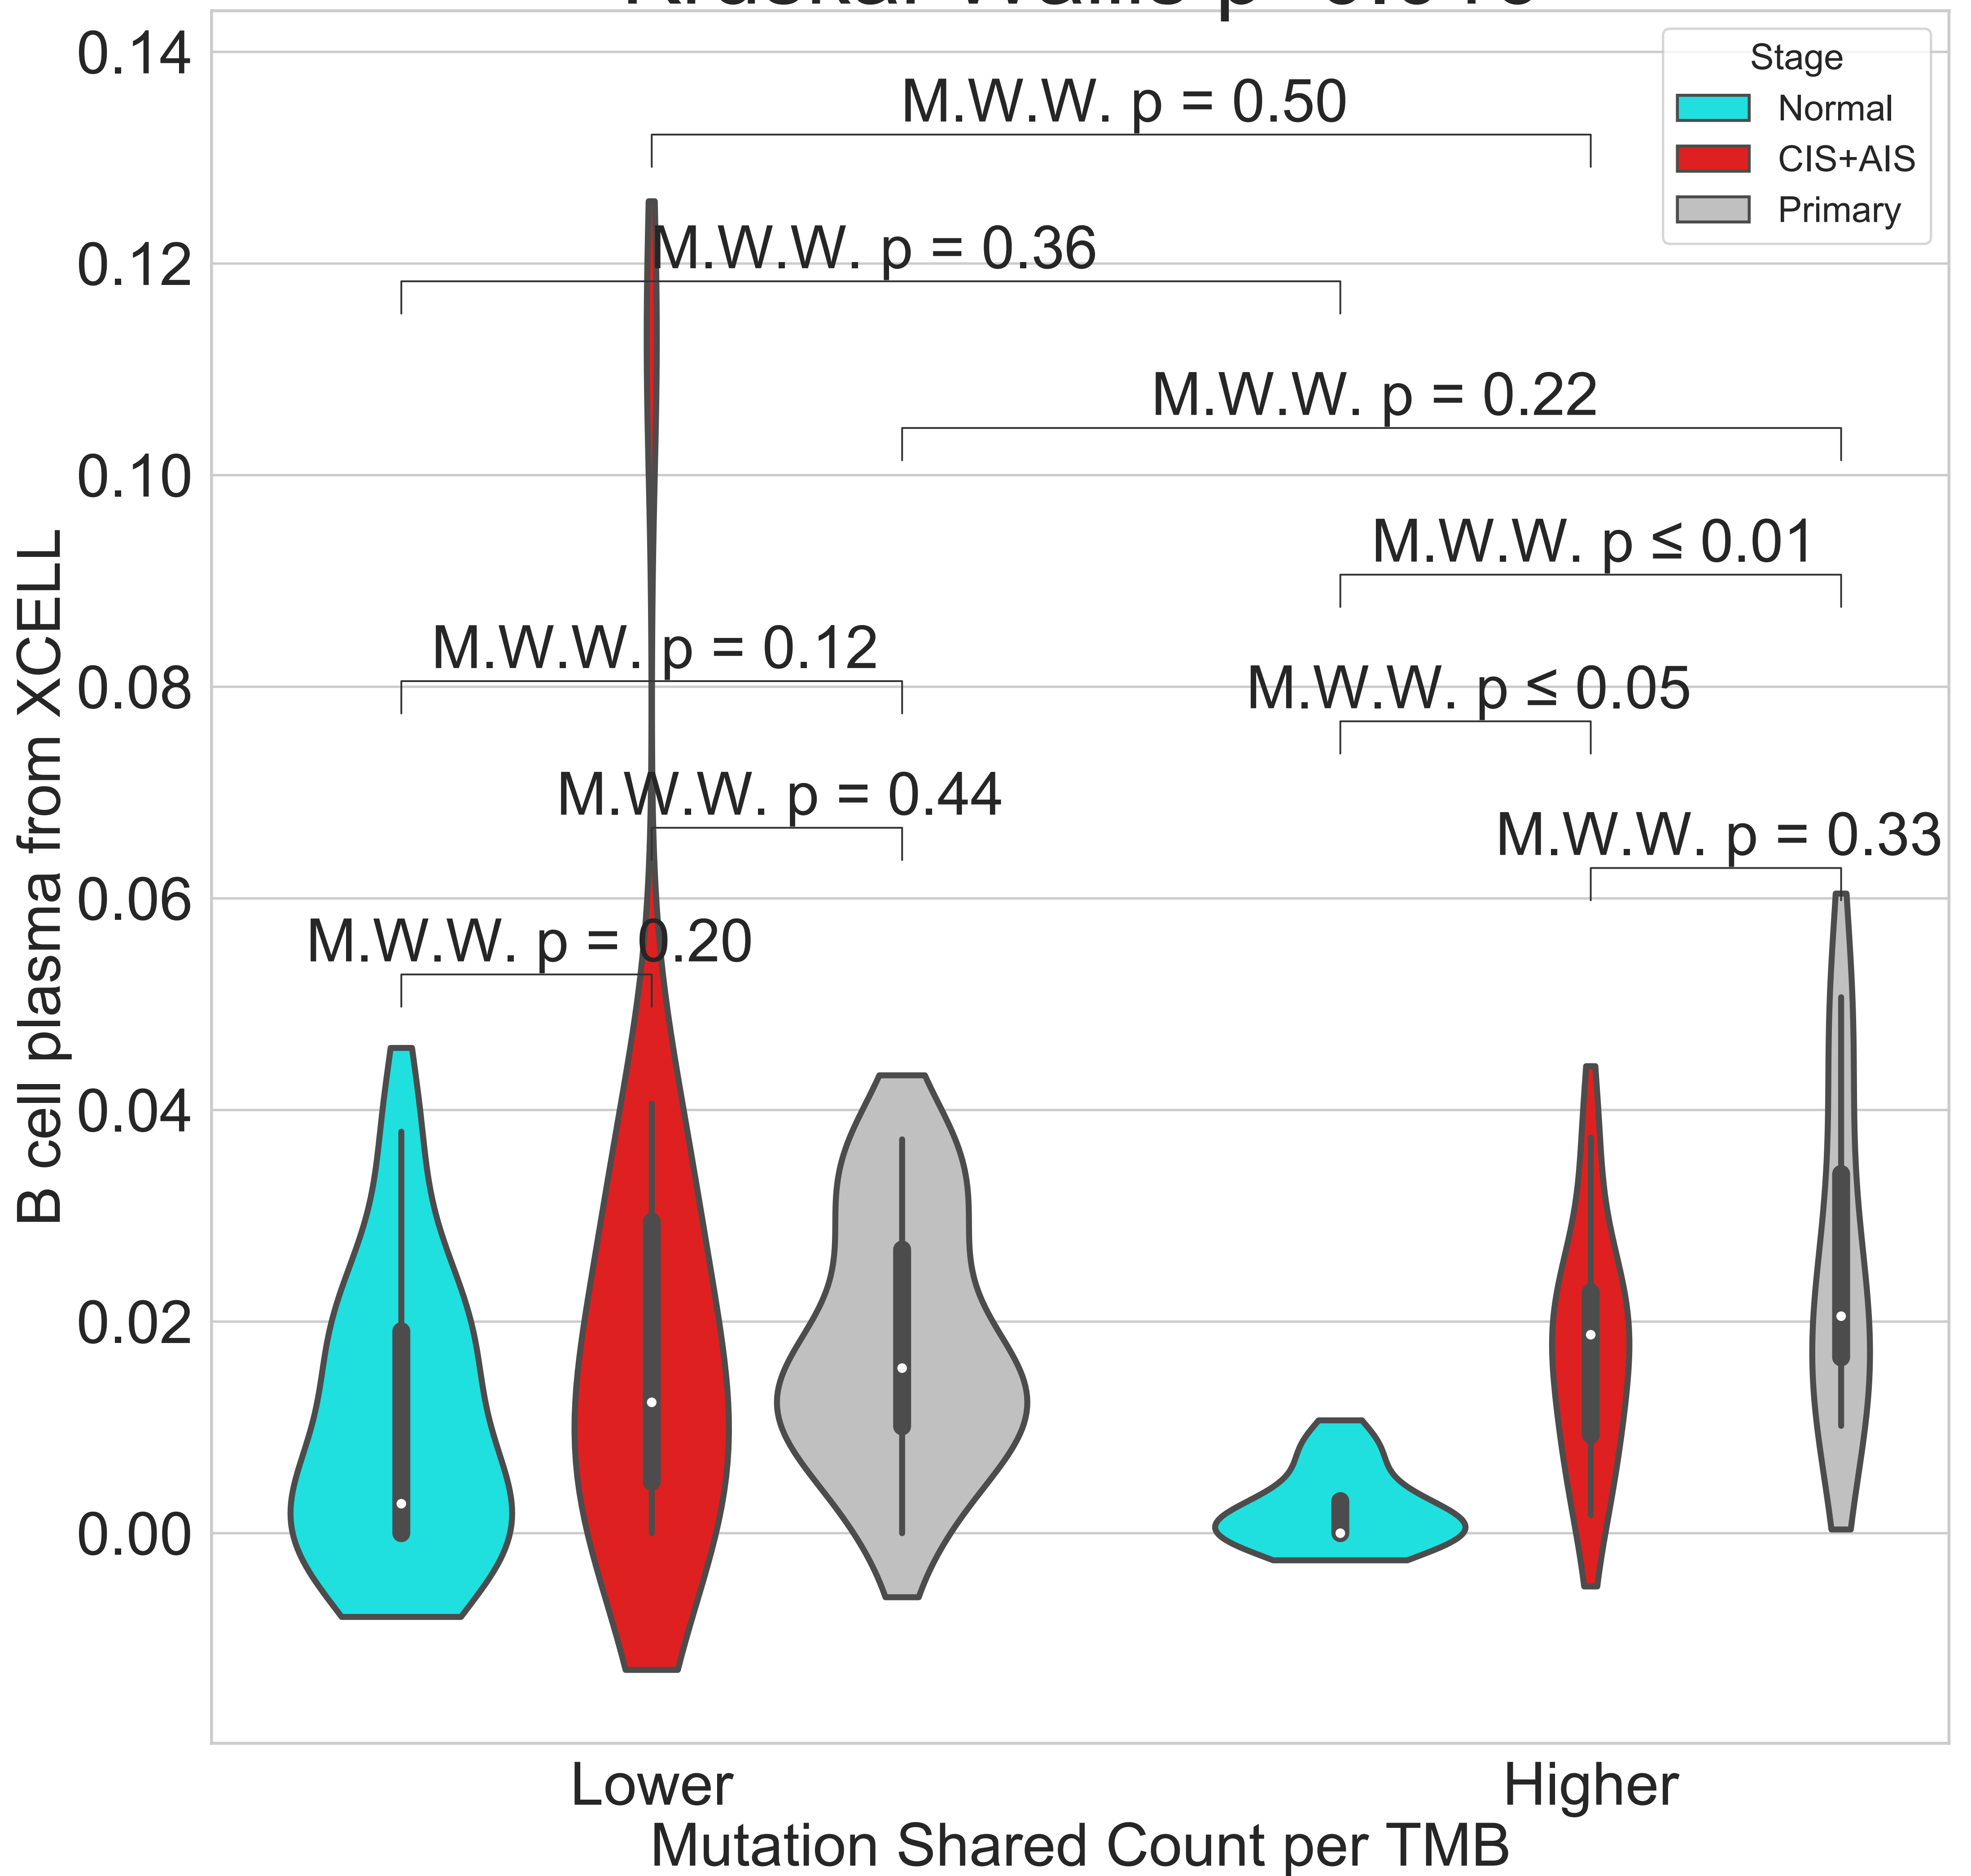 0.14
0.12
0.10
0.08
0.06
0.04
0.02
0.00
B cell plasma from XCELL
Stage
Normal
CIS+AIS
Primary
M.W.W. p = 0.50
M.W.W. p = 0.36
M.W.W. p = 0.22
M.W.W. p ≤ 0.01
M.W.W. p = 0.12
M.W.W. p ≤ 0.05
M.W.W. p = 0.44
M.W.W. p = 0.33
M.W.W. p = 0.20
Lower
Higher
Mutation Shared Count per TMB